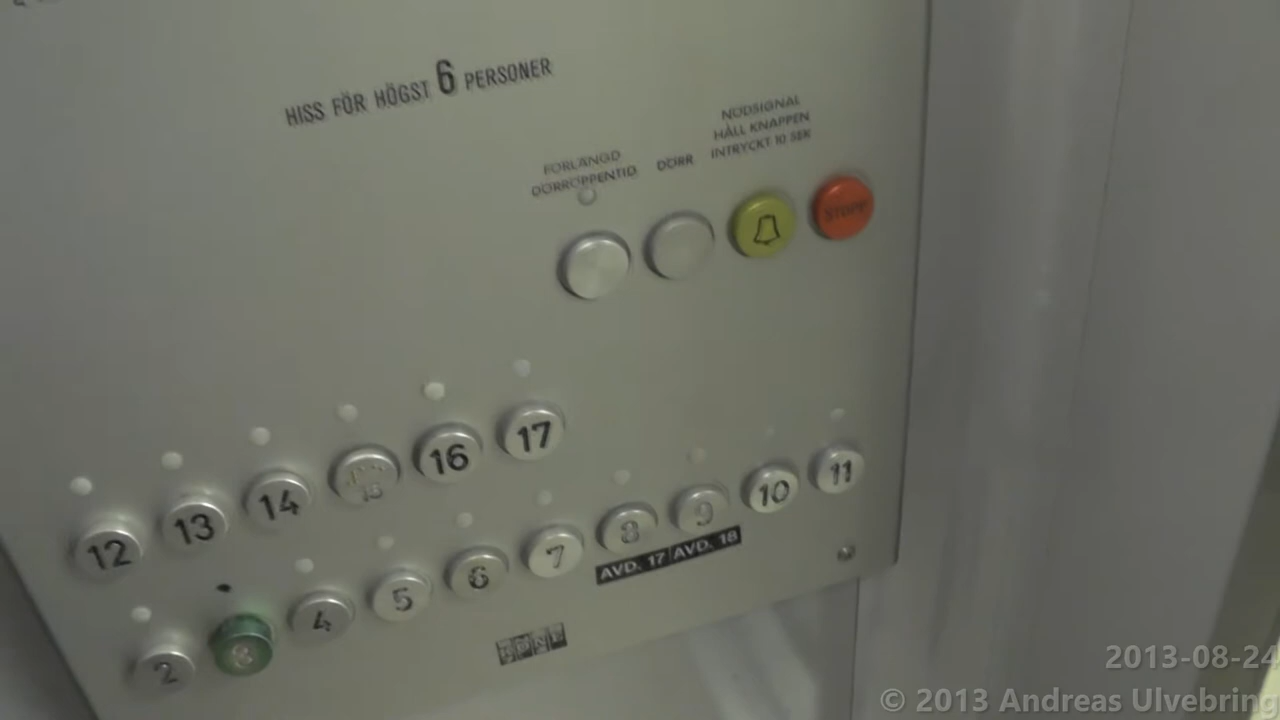 HISS FÖR HÖGST 6 PERSONER
NÖDSIGNAL
HÅLL KNAPPEN
INTRYCKT 10 SEK
FÖRLÄNGD
DÖRRÖPPENTID
DÖRR
STOPP
12 13 14 15 16 17
2 3 4 5 6 7 8 9 10 11
AVD. 17 AVD. 18
2013-08-24
© 2013 Andreas Ulvebring